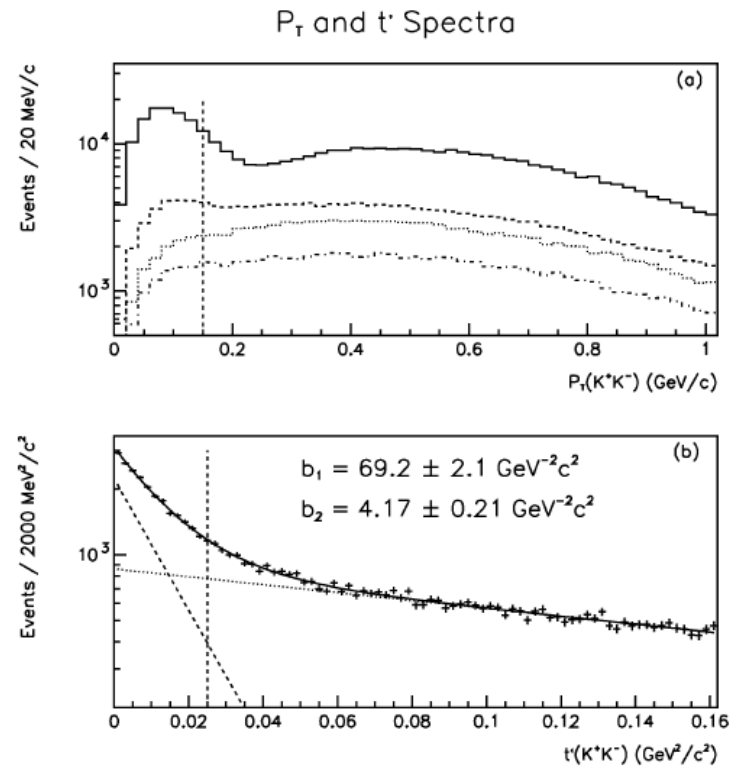 P_T and t' Spectra
(a)
Events / 20 MeV/c
10^4
10^3
0 0.2 0.4 0.6 0.8 1
P_T(K^+K^-) (GeV/c)
(b)
b_1 = 69.2 ± 2.1 GeV^-2c^2
b_2 = 4.17 ± 0.21 GeV^-2c^2
Events / 2000 MeV^2/c^2
10^3
0 0.02 0.04 0.06 0.08 0.1 0.12 0.14 0.16
t'(K^+K^-) (GeV^2/c^2)